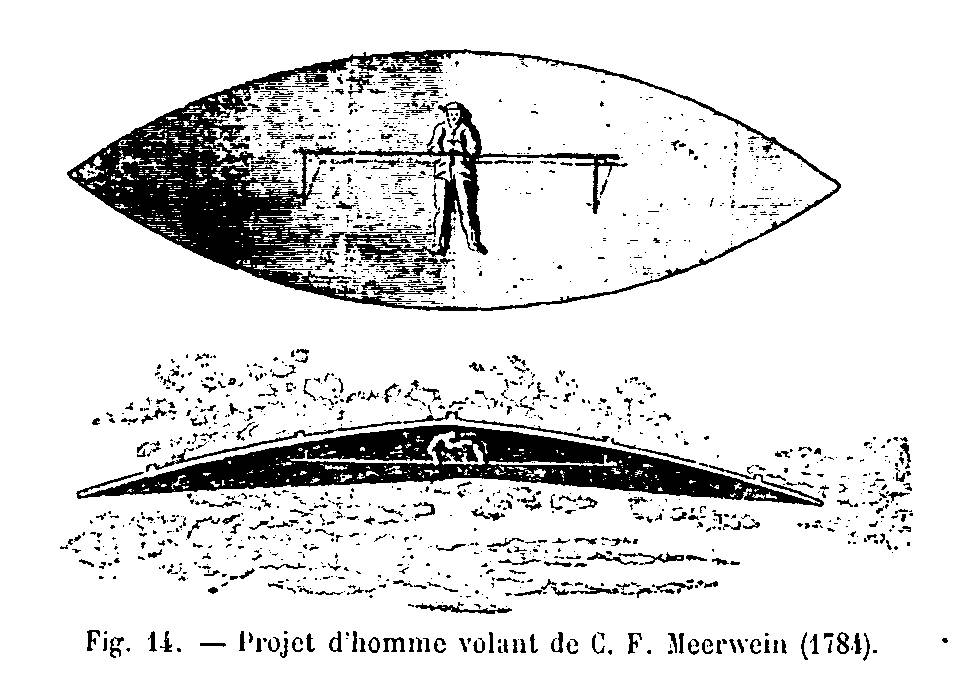 Fig. 14. — Projet d'homme volant de C. F. Meerwein (1784).